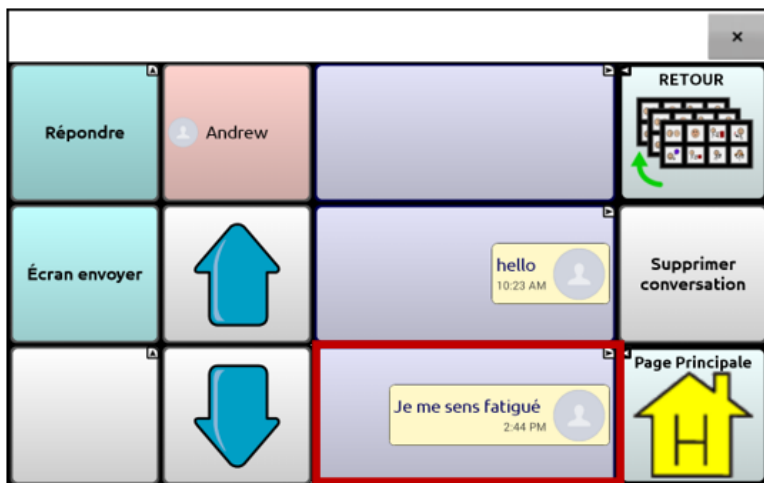 ×
Répondre
Andrew
RETOUR
Écran envoyer
hello
10:23 AM
Supprimer
conversation
Je me sens fatigué
2:44 PM
Page Principale
H